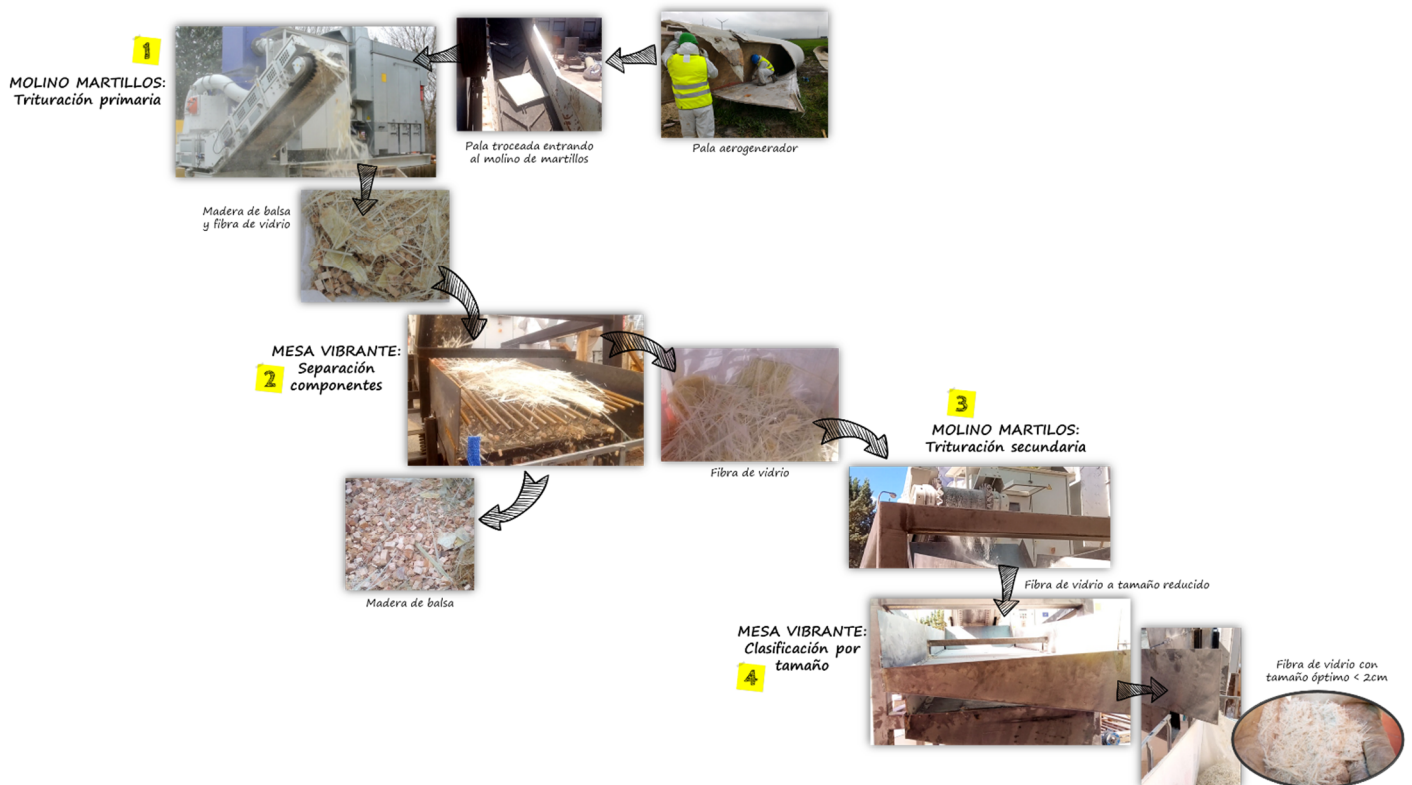 1
MOLINO MARTILLOS:
Trituración primaria
Pala troceada entrando
al molino de martillos
Pala aerogenerador
Madera de balsa
y fibra de vidrio
MESA VIBRANTE:
Separación
componentes
2
Fibra de vidrio
Madera de balsa
3
MOLINO MARTILOS:
Trituración secundaria
Fibra de vidrio a tamaño reducido
MESA VIBRANTE:
Clasificación por
tamaño
4
Fibra de vidrio con
tamaño óptimo < 2cm